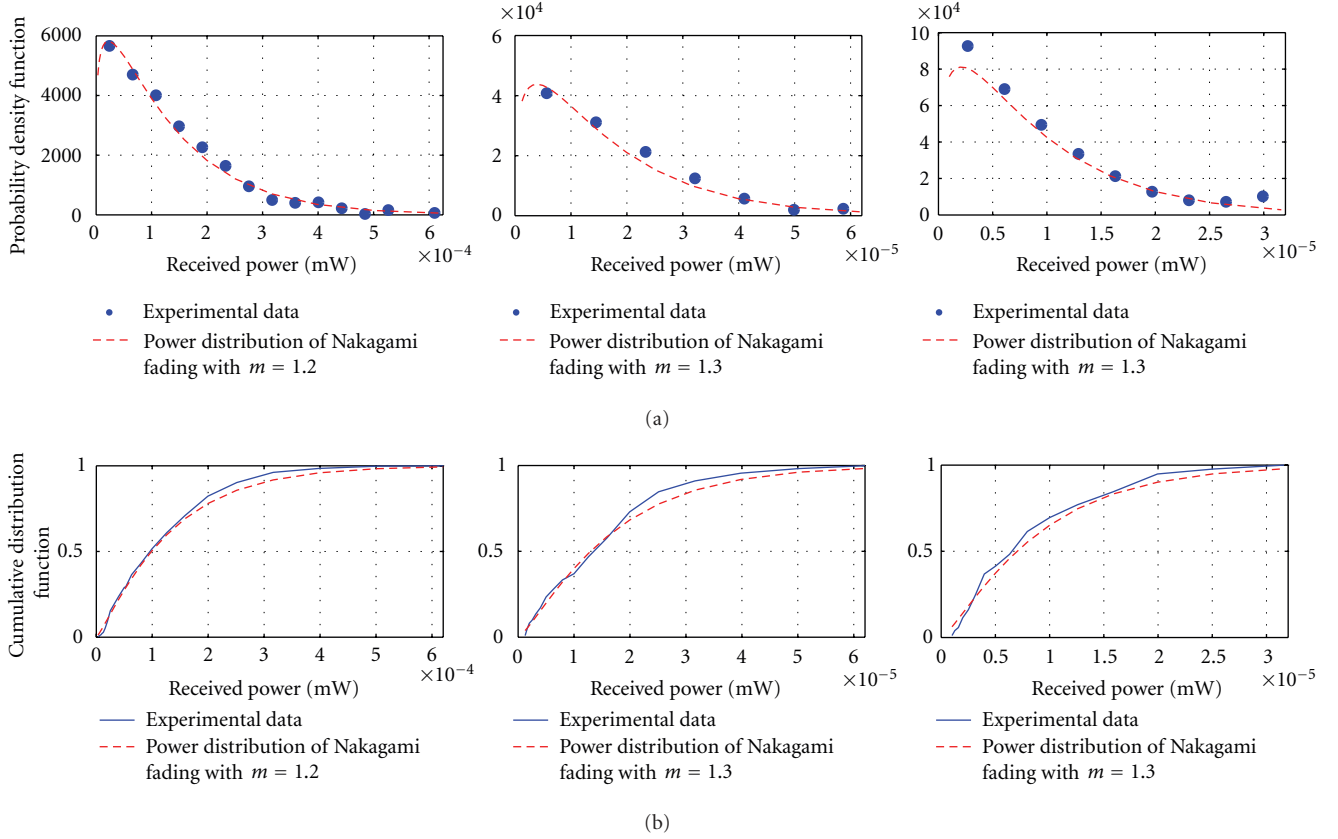 Probability density function
6000
4000
2000
0
0 1 2 3 4 5 6
×10⁻⁴
Received power (mW)
Experimental data
Power distribution of Nakagami
fading with m = 1.2
×10⁴
6
4
2
0
0 1 2 3 4 5 6
×10⁻⁵
Received power (mW)
Experimental data
Power distribution of Nakagami
fading with m = 1.3
×10⁴
10
8
6
4
2
0
0 0.5 1 1.5 2 2.5 3
×10⁻⁵
Received power (mW)
Experimental data
Power distribution of Nakagami
fading with m = 1.3
(a)
Cumulative distribution
function
1
0.5
0
0 1 2 3 4 5 6
×10⁻⁴
Received power (mW)
Experimental data
Power distribution of Nakagami
fading with m = 1.2
1
0.5
0
0 1 2 3 4 5 6
×10⁻⁵
Received power (mW)
Experimental data
Power distribution of Nakagami
fading with m = 1.3
1
0.5
0
0.5 1 1.5 2 2.5 3
×10⁻⁵
Received power (mW)
Experimental data
Power distribution of Nakagami
fading with m = 1.3
(b)